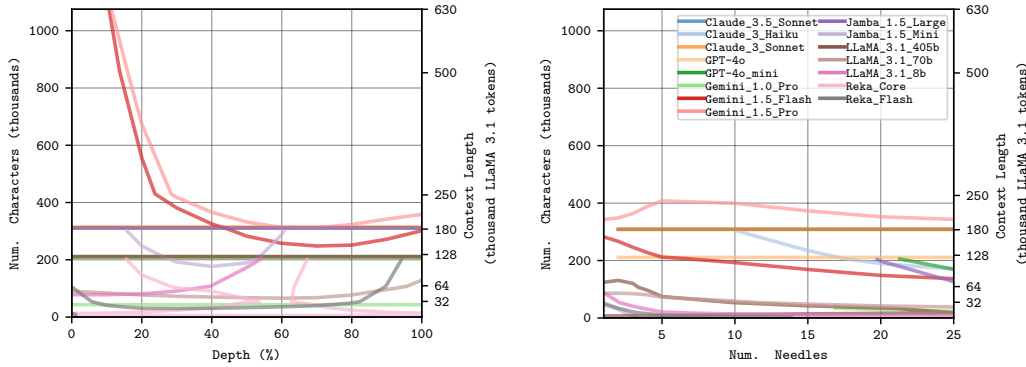 1000
800
600
400
200
0
Num. Characters (thousands)
0
20
40
60
80
100
Depth (%)
630
500
250
180
128
64
32
Context Length
(thousand LLaMA 3.1 tokens)
1000
800
600
400
200
0
Num. Characters (thousands)
1
5
10
15
20
25
Num. Needles
630
500
250
180
128
64
32
Context Length
(thousand LLaMA 3.1 tokens)
Claude_3.5_Sonnet
Claude_3_Haiku
Claude_3_Sonnet
GPT-4o
GPT-4o_mini
Gemini_1.0_Pro
Gemini_1.5_Flash
Gemini_1.5_Pro
Jamba_1.5_Large
Jamba_1.5_Mini
LLaMA_3.1_405b
LLaMA_3.1_70b
LLaMA_3.1_8b
Reka_Core
Reka_Flash